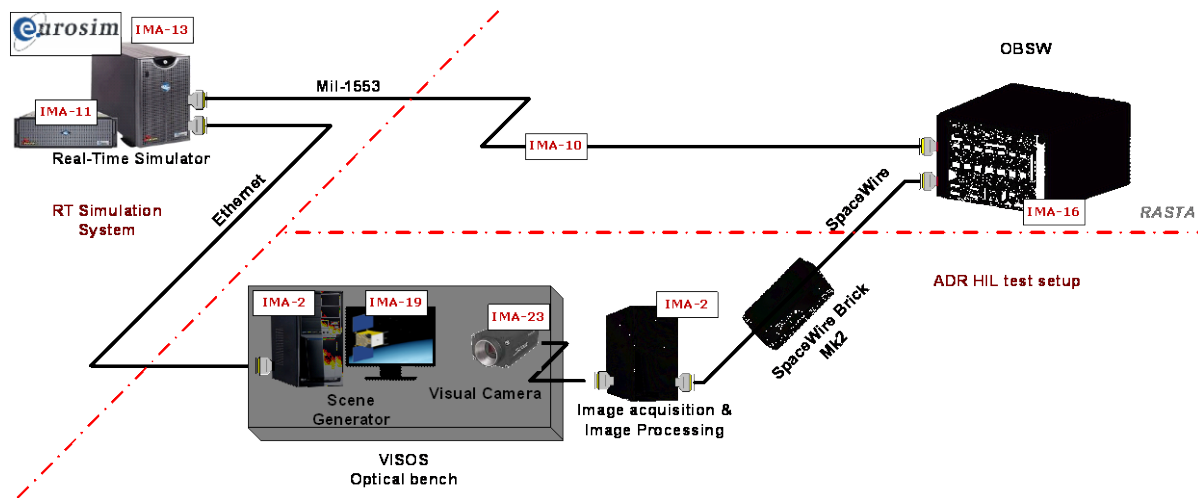 eurosim
IMA-13
IMA-11
Real-Time Simulator
RT Simulation
System
Mil-1553
Ethernet
IMA-10
OBSW
IMA-16
RASTA
SpaceWire
ADR HIL test setup
SpaceWire Brick
Mk2
IMA-2
IMA-19
IMA-23
IMA-2
Scene
Generator
Visual Camera
Image acquisition &
Image Processing
VISOS
Optical bench